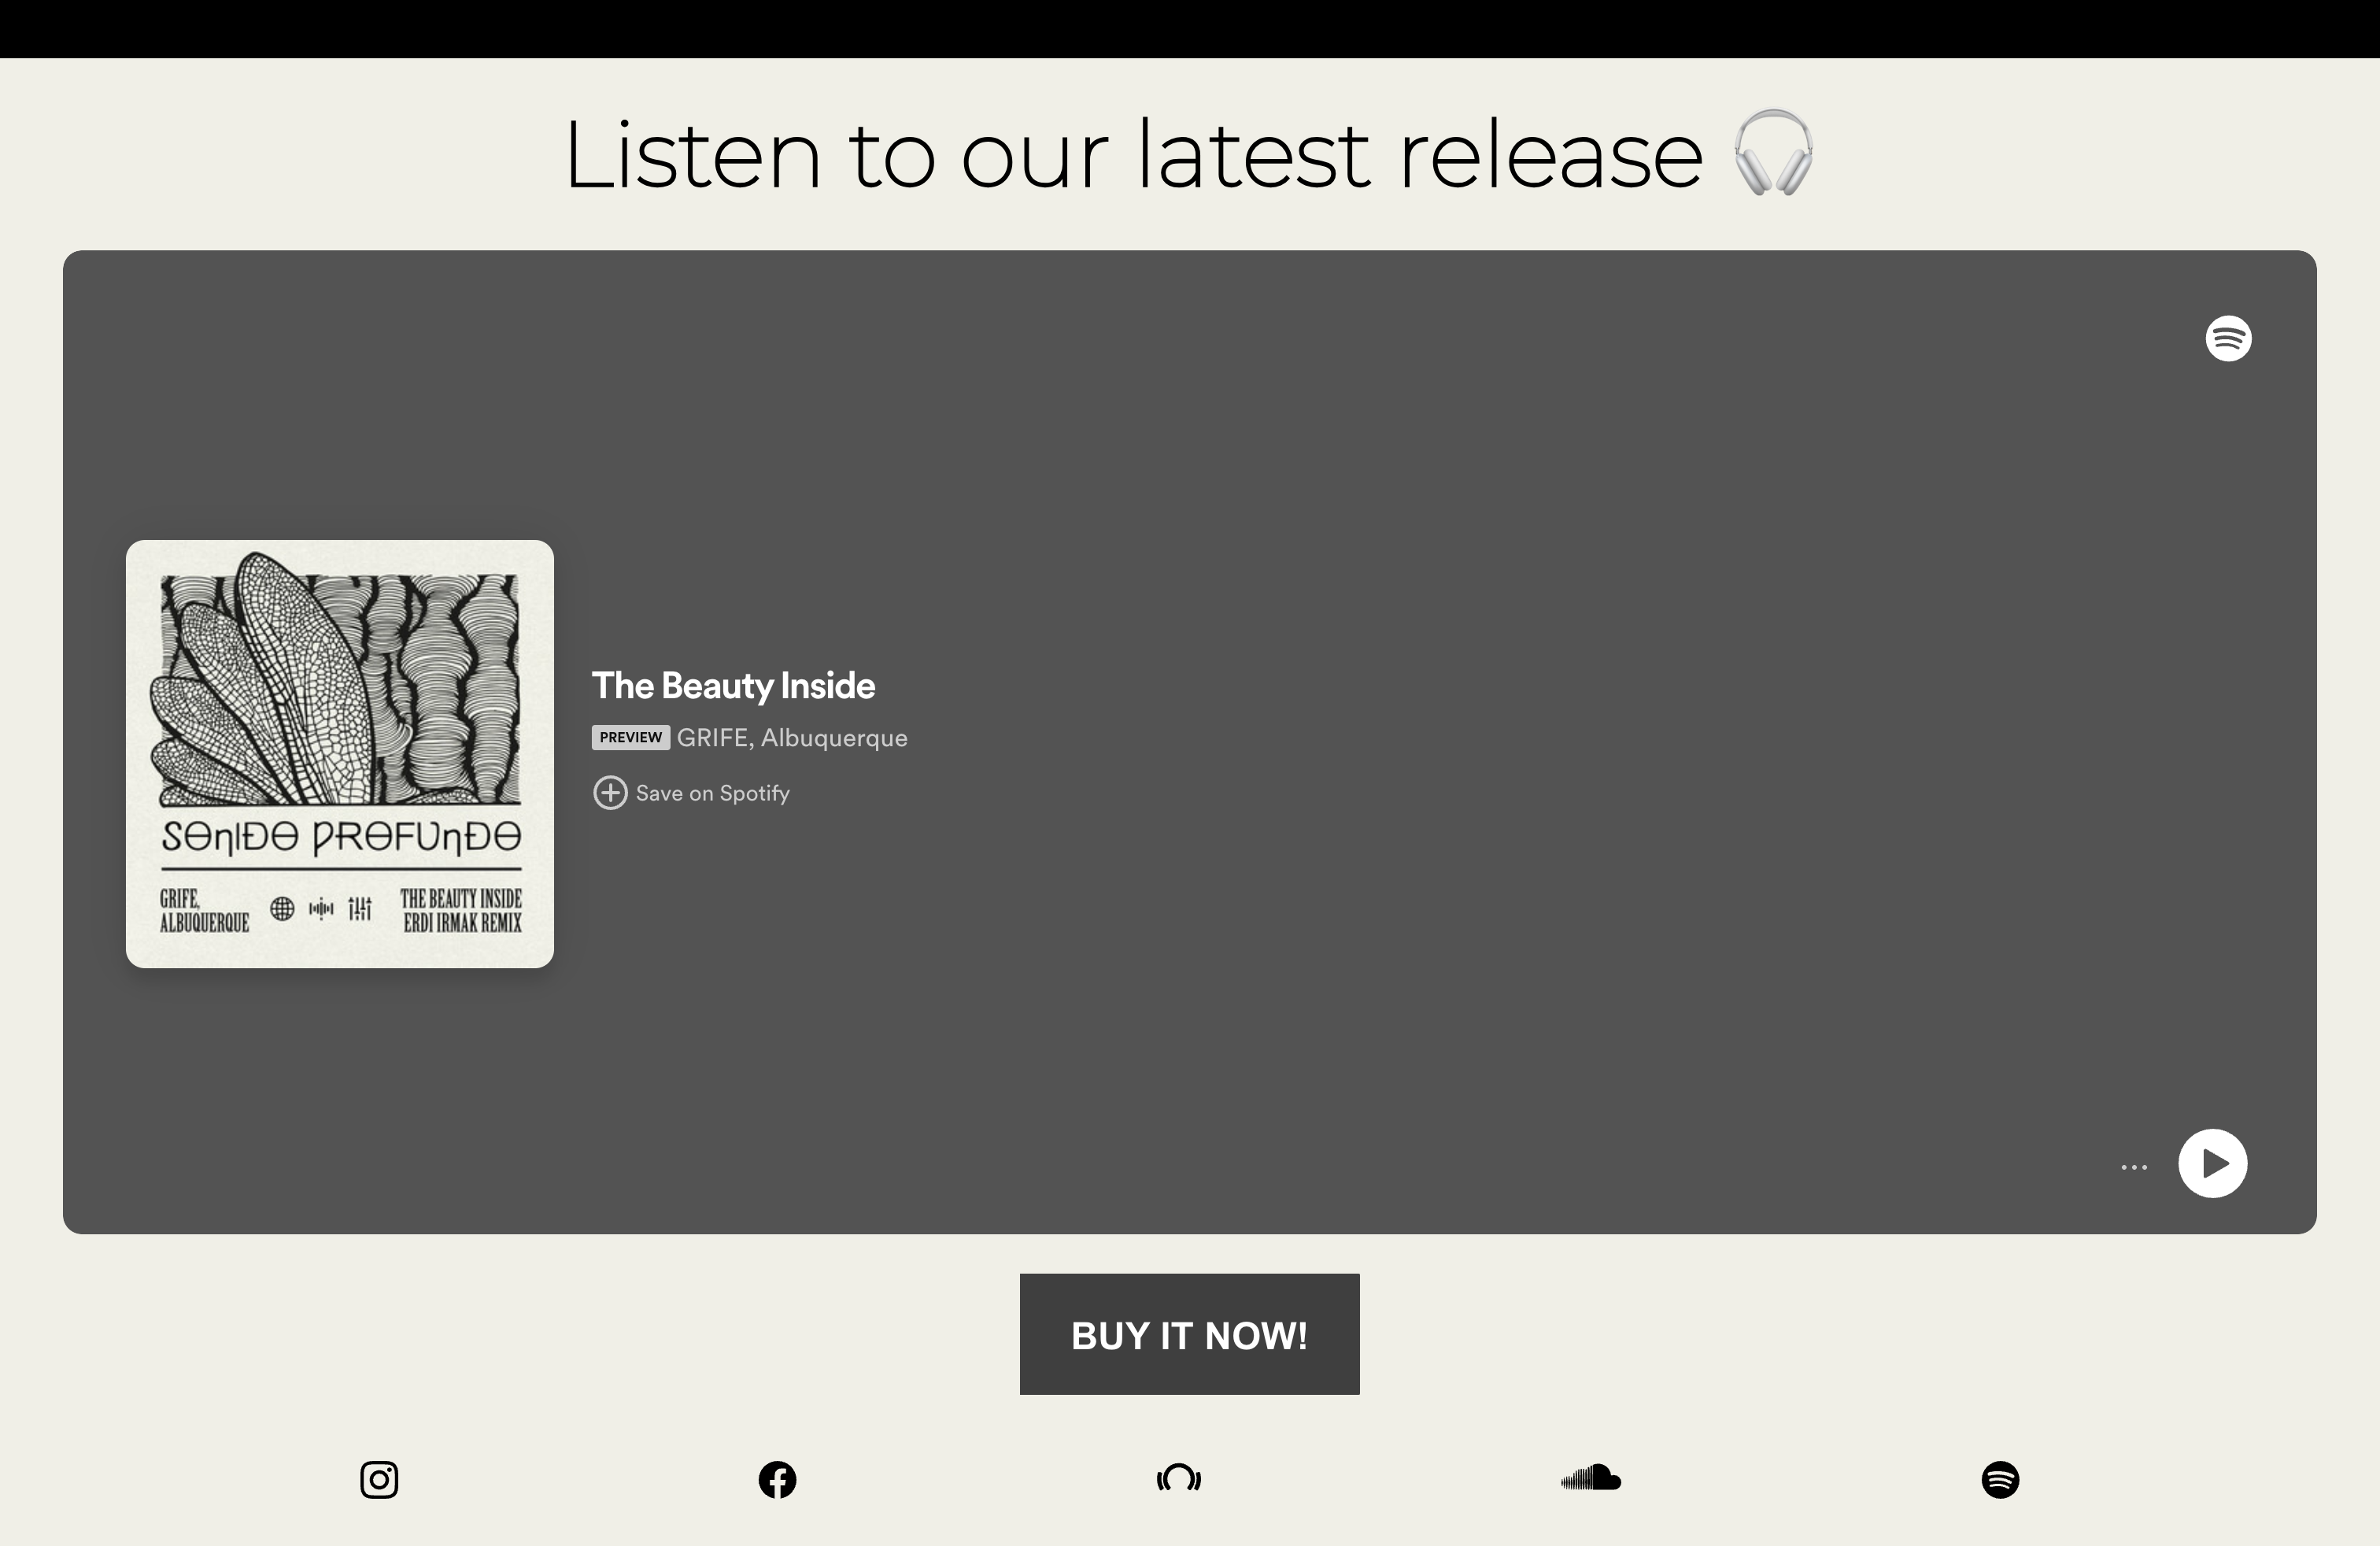 Listen to our latest release 🎧
SONIDO PROFUNDO
GRIFE,
ALBUQUERQUE
THE BEAUTY INSIDE
ERDI IRMAK REMIX
The Beauty Inside
PREVIEW GRIFE, Albuquerque
Save on Spotify
BUY IT NOW!